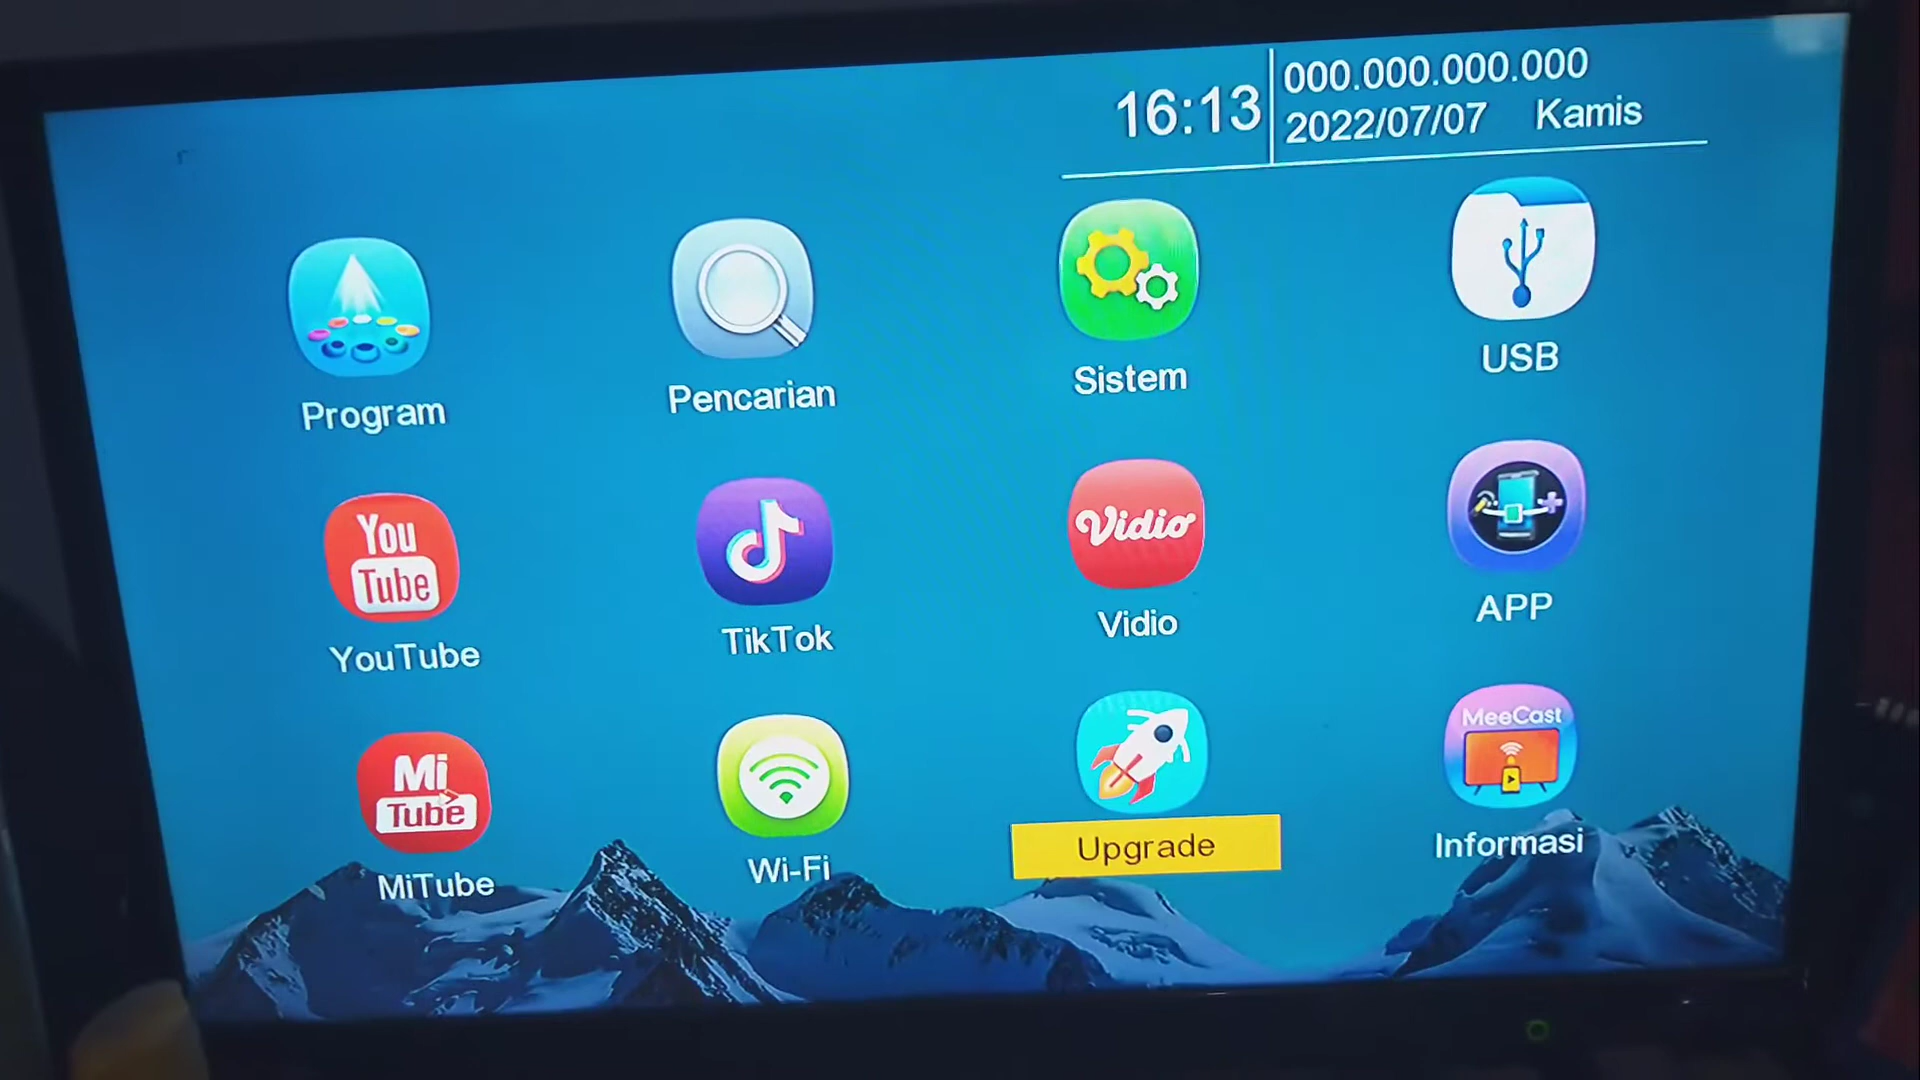 16:13
000.000.000.000
2022/07/07 Kamis
Program
Pencarian
Sistem
USB
You
Tube
Vidio
YouTube
TikTok
Vidio
APP
Mi
Tube
MeeCast
MiTube
Wi-Fi
Upgrade
Informasi